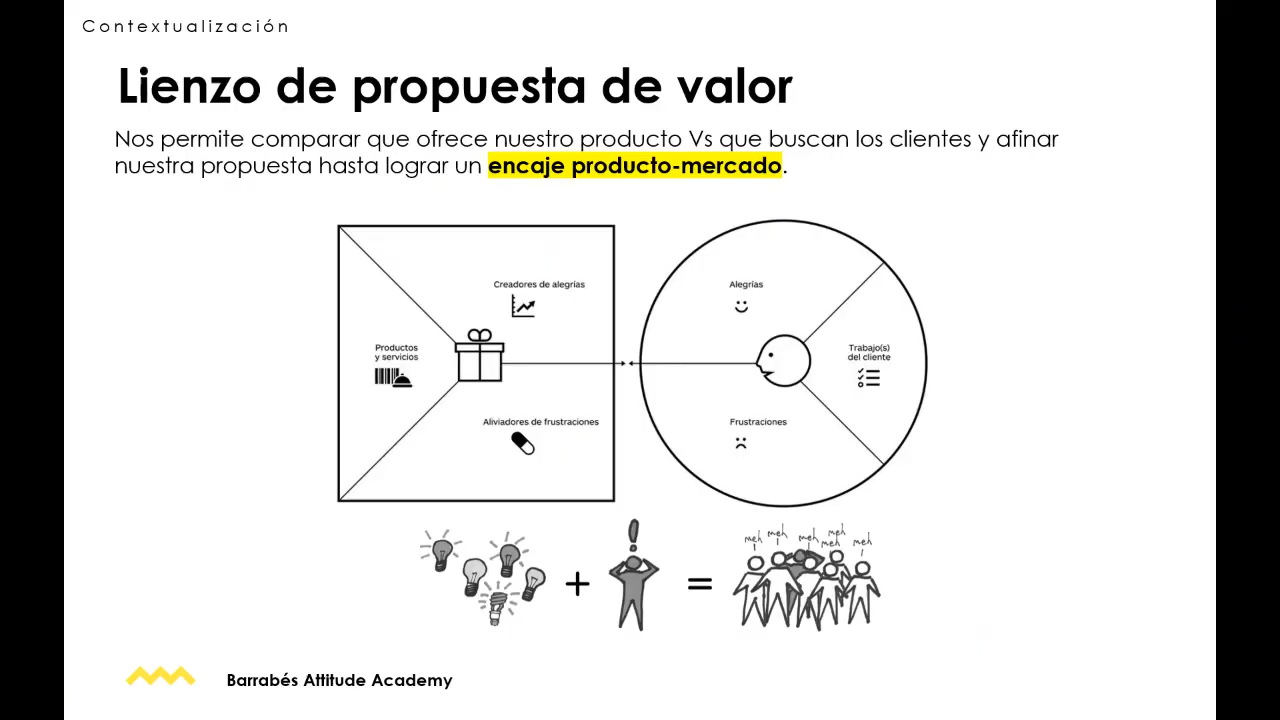 Contextualización
Lienzo de propuesta de valor
Nos permite comparar que ofrece nuestro producto Vs que buscan los clientes y afinar
nuestra propuesta hasta lograr un encaje producto-mercado.
Creadores de alegrías
Productos
y servicios
Aliviadores de frustraciones
Alegrías
Trabajo(s)
del cliente
Frustraciones
+
=
meh meh meh meh meh meh
Barrabés Attitude Academy